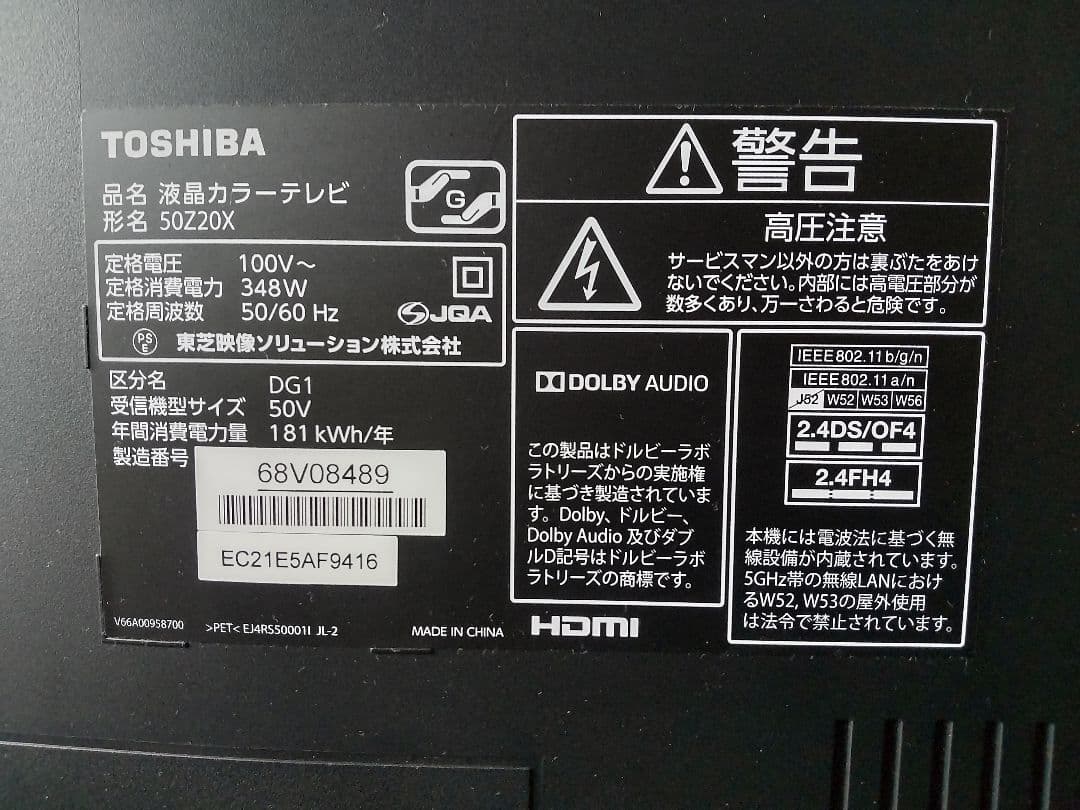 TOSHIBA
品名 液晶カラーテレビ
形名 50Z20X
G
定格電圧 100V～
定格消費電力 348W
定格周波数 50/60 Hz
JQA
PSE 東芝映像ソリューション株式会社
区分名 DG1
受信機型サイズ 50V
年間消費電力量 181 kWh/年
製造番号
68V08489
EC21E5AF9416
V66A00958700 >PET< EJ4RS50001I JL-2 MADE IN CHINA
警告
高圧注意
サービスマン以外の方は裏ぶたをあけ
ないでください。内部には高電圧部分が
数多くあり、万一さわると危険です。
DOLBY AUDIO
この製品はドルビーラボ
ラトリーズからの実施権
に基づき製造されていま
す。Dolby、ドルビー、
Dolby Audio 及びダブ
ルD記号はドルビーラボ
ラトリーズの商標です。
HDMI
IEEE802.11b/g/n
IEEE802.11a/n
J52 W52 W53 W56
2.4DS/OF4
2.4FH4
本機には電波法に基づく無
線設備が内蔵されています。
5GHz帯の無線LANにおけ
るW52, W53の屋外使用
は法令で禁止されています。